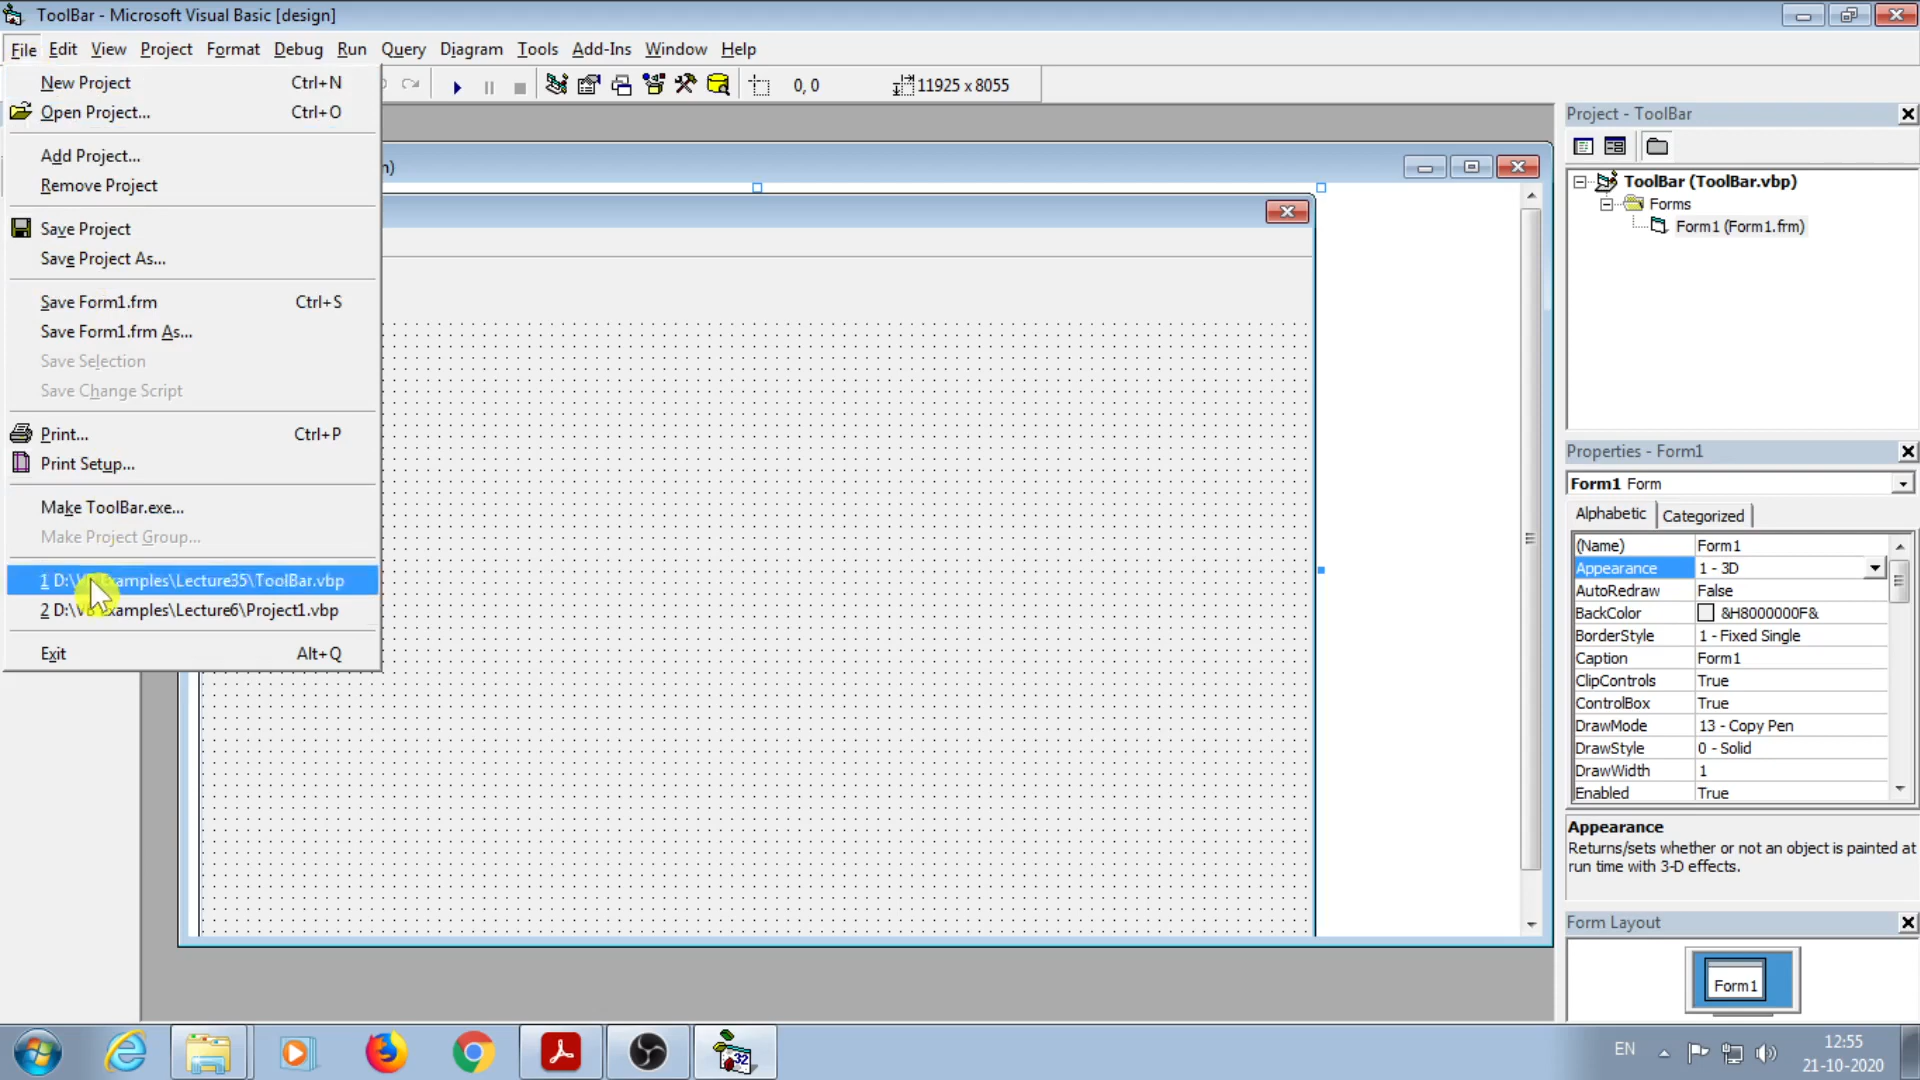 ToolBar - Microsoft Visual Basic [design]
File Edit View Project Format Debug Run Query Diagram Tools Add-Ins Window Help
0, 0 11925 x 8055
New Project Ctrl+N
Open Project... Ctrl+O
Add Project...
Remove Project
Save Project
Save Project As...
Save Form1.frm Ctrl+S
Save Form1.frm As...
Save Selection
Save Change Script
Print... Ctrl+P
Print Setup...
Make ToolBar.exe...
Make Project Group...
1 D:\VB Examples\Lecture35\ToolBar.vbp
2 D:\VB Examples\Lecture6\Project1.vbp
Exit Alt+Q
Project - ToolBar
ToolBar (ToolBar.vbp)
Forms
Form1 (Form1.frm)
Properties - Form1
Form1 Form
Alphabetic Categorized
(Name) Form1
Appearance 1 - 3D
AutoRedraw False
BackColor &H8000000F&
BorderStyle 1 - Fixed Single
Caption Form1
ClipControls True
ControlBox True
DrawMode 13 - Copy Pen
DrawStyle 0 - Solid
DrawWidth 1
Enabled True
Appearance
Returns/sets whether or not an object is painted at
run time with 3-D effects.
Form Layout
Form1
32
EN
12:55
21-10-2020